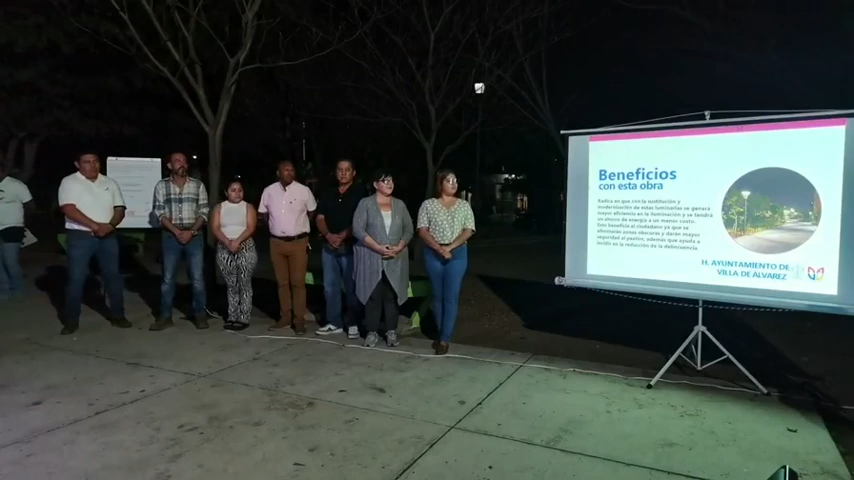 Beneficios
con esta obra
Radica en que con la sustitución y
modernización de estas luminarias se genera
mayor eficiencia en la iluminación y se tendrá
un ahorro de energía a un menor costo.
Esto beneficia al ciudadano ya que se
alumbrarán zonas obscuras y darán mayor
seguridad al peatón, además que ayuda a
incidir en la reducción de la delincuencia
H. AYUNTAMIENTO DE
VILLA DE ÁLVAREZ